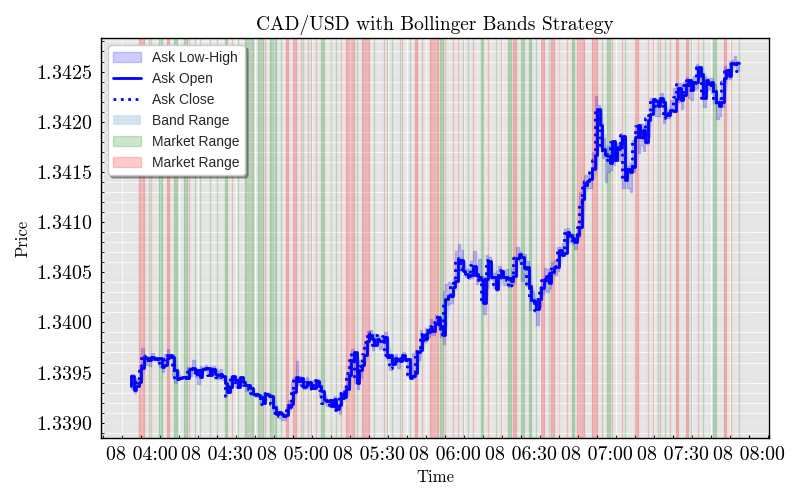 CAD/USD with Bollinger Bands Strategy
Ask Low-High
Ask Open
Ask Close
Band Range
Market Range
Market Range
1.3425
1.3420
1.3415
1.3410
1.3405
1.3400
1.3395
1.3390
Price
08 04:00 08 04:30 08 05:00 08 05:30 08 06:00 08 06:30 08 07:00 08 07:30 08 08:00
Time